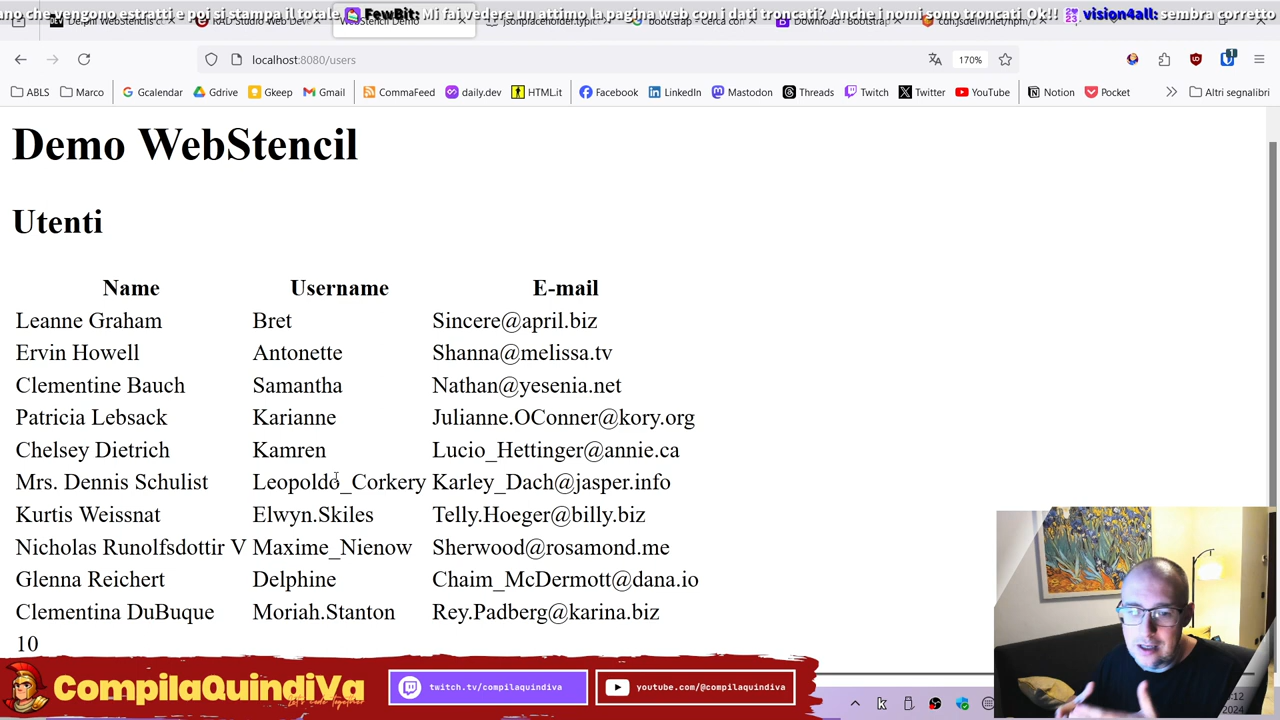 no che vengono estratti e poi si stampa il totale
FewBit: Mi fai vedere un attimo la pagina web con i dati
anche i nomi sono troncati Ok!!
vision4all: sembra corretto
localhost:8080/users
170%
ABLS
Marco
Gcalendar
Gdrive
Gkeep
Gmail
CommaFeed
daily.dev
HTML.it
Facebook
LinkedIn
Mastodon
Threads
Twitch
Twitter
YouTube
Notion
Pocket
Altri segnalibri
Demo WebStencil
Utenti
Name Username E-mail
Leanne Graham Bret Sincere@april.biz
Ervin Howell Antonette Shanna@melissa.tv
Clementine Bauch Samantha Nathan@yesenia.net
Patricia Lebsack Karianne Julianne.OConner@kory.org
Chelsey Dietrich Kamren Lucio_Hettinger@annie.ca
Mrs. Dennis Schulist Leopoldo_Corkery Karley_Dach@jasper.info
Kurtis Weissnat Elwyn.Skiles Telly.Hoeger@billy.biz
Nicholas Runolfsdottir V Maxime_Nienow Sherwood@rosamond.me
Glenna Reichert Delphine Chaim_McDermott@dana.io
Clementina DuBuque Moriah.Stanton Rey.Padberg@karina.biz
10
CompilaQuindiVa
Let's Code Together
twitch.tv/compilaquindiva
youtube.com/@compilaquindiva